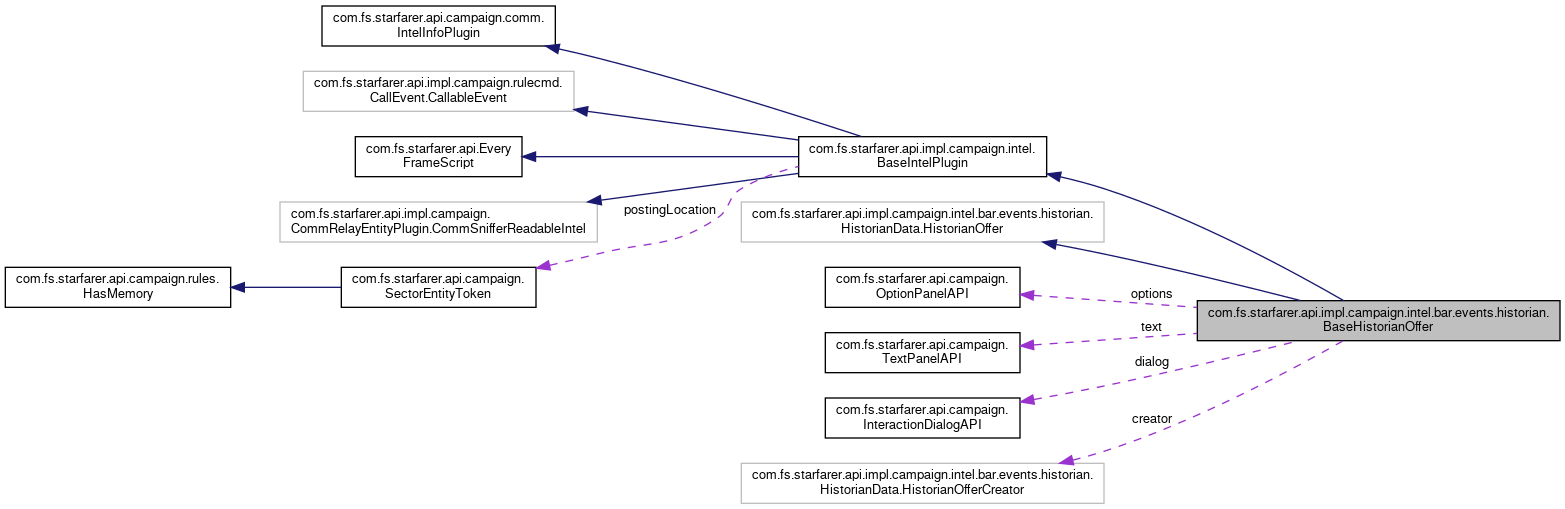 com.fs.starfarer.api.campaign.comm.
IntelInfoPlugin
com.fs.starfarer.api.impl.campaign.rulecmd.
CallEvent.CallableEvent
com.fs.starfarer.api.Every
FrameScript
com.fs.starfarer.api.impl.campaign.intel.
BaseIntelPlugin
com.fs.starfarer.api.impl.campaign.
CommRelayEntityPlugin.CommSnifferReadableIntel
postingLocation
com.fs.starfarer.api.impl.campaign.intel.bar.events.historian.
HistorianData.HistorianOffer
com.fs.starfarer.api.campaign.rules.
HasMemory
com.fs.starfarer.api.campaign.
SectorEntityToken
com.fs.starfarer.api.campaign.
OptionPanelAPI
options
com.fs.starfarer.api.impl.campaign.intel.bar.events.historian.
BaseHistorianOffer
text
com.fs.starfarer.api.campaign.
TextPanelAPI
dialog
com.fs.starfarer.api.campaign.
InteractionDialogAPI
creator
com.fs.starfarer.api.impl.campaign.intel.bar.events.historian.
HistorianData.HistorianOfferCreator